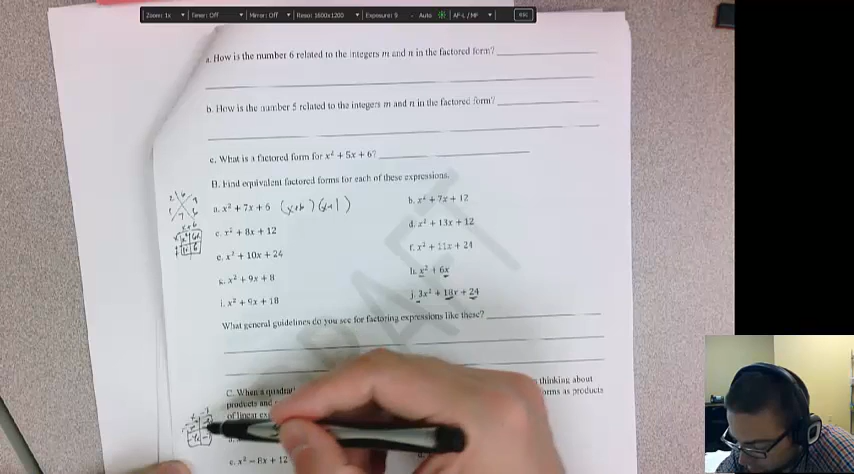 Zoom: 1x Timer: Off Mirror: Off Reso: 1600x1200 Exposure: 0 Auto AF-L / MF esc
a. How is the number 6 related to the integers m and n in the factored form?
b. How is the number 5 related to the integers m and n in the factored form?
c. What is a factored form for x² + 5x + 6?
B. Find equivalent factored forms for each of these expressions.
a. x² + 7x + 6 (x+6)(x+1) b. x² + 7x + 12
c. x² + 8x + 12 d. x² + 13x + 12
e. x² + 10x + 24 f. x² + 11x + 24
g. x² + 9x + 8 h. x² + 6x
i. x² + 9x + 18 j. 3x² + 18x + 24
What general guidelines do you see for factoring expressions like these?
C. When a quadrat thinking about
products and orms as products
of linear ex
e. x² − 8x + 12
DRAFT